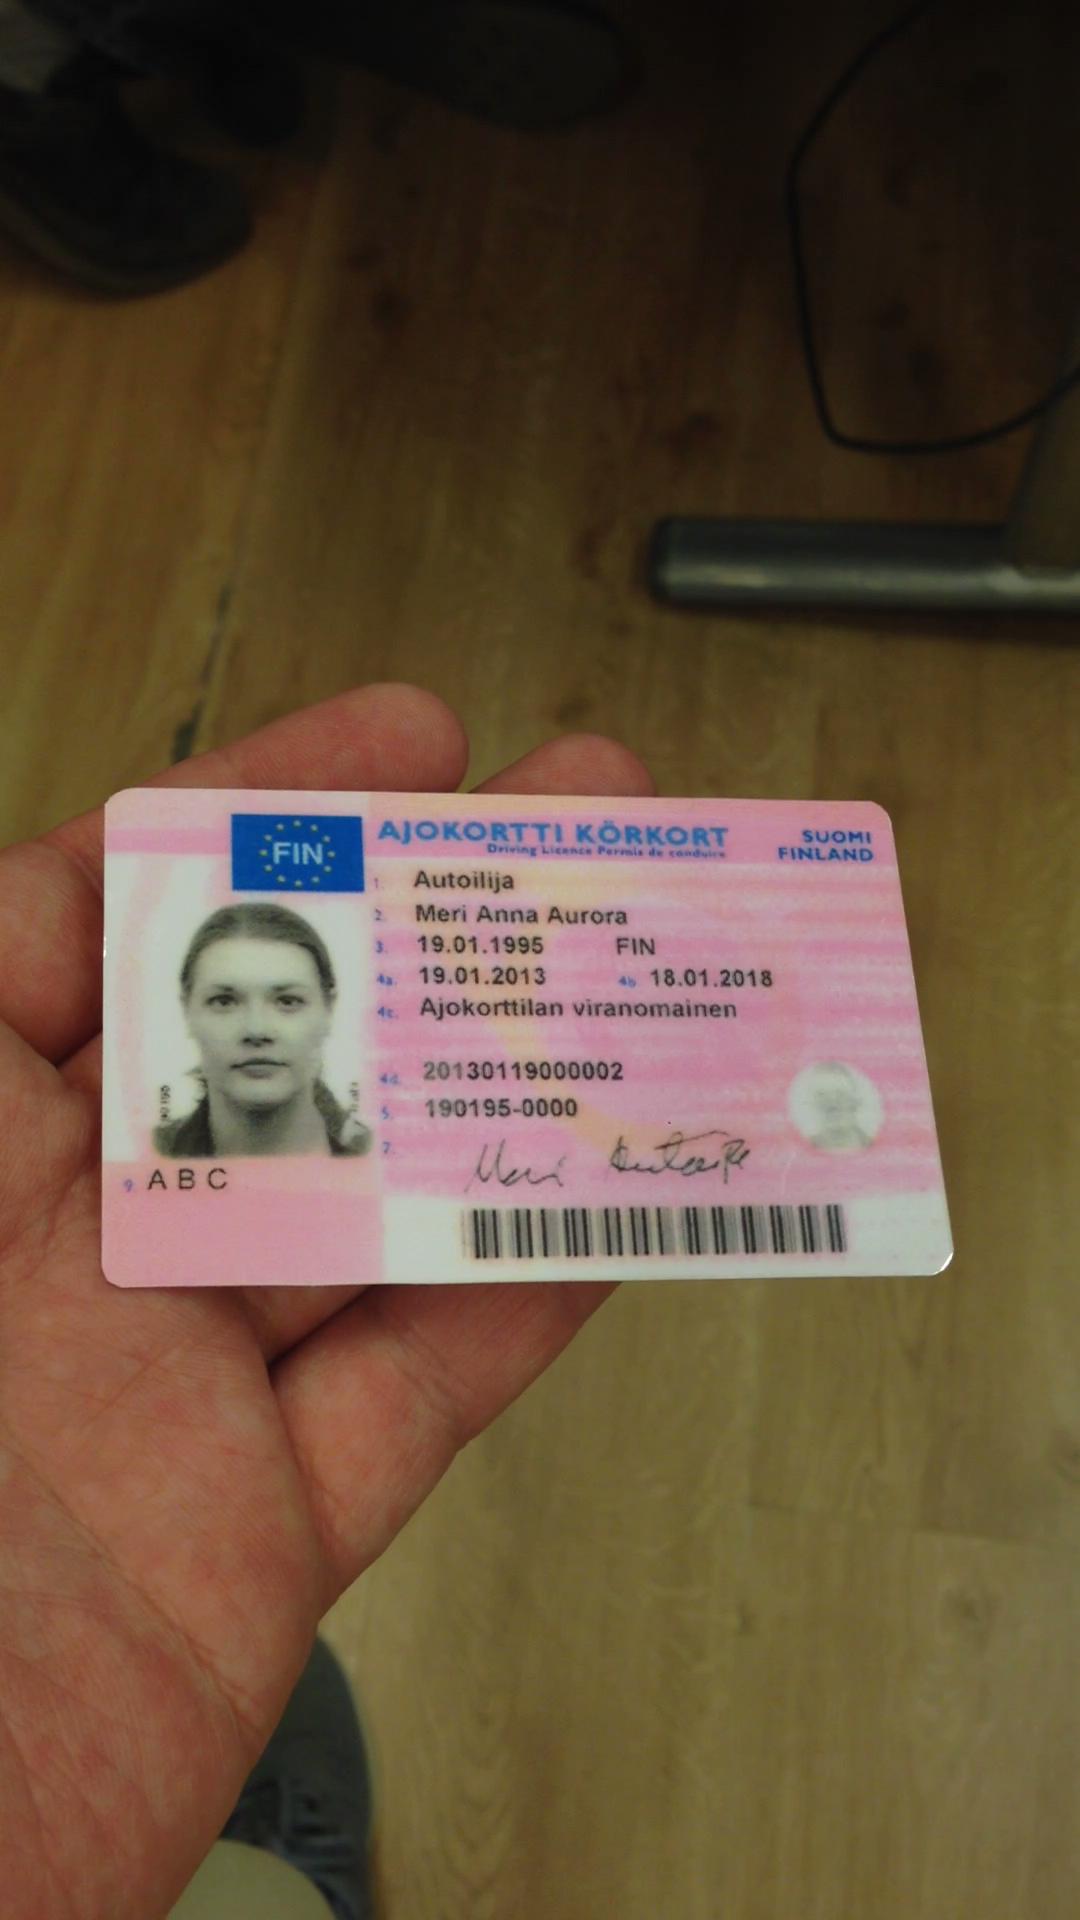 FIN
AJOKORTTI KÖRKORT
Driving Licence Permis de conduire
SUOMI
FINLAND
1. Autoilija
2. Meri Anna Aurora
3. 19.01.1995 FIN
4a. 19.01.2013 4b. 18.01.2018
4c. Ajokorttilan viranomainen
4d. 20130119000002
5. 190195-0000
7. Meri Autoilija
9. A B C